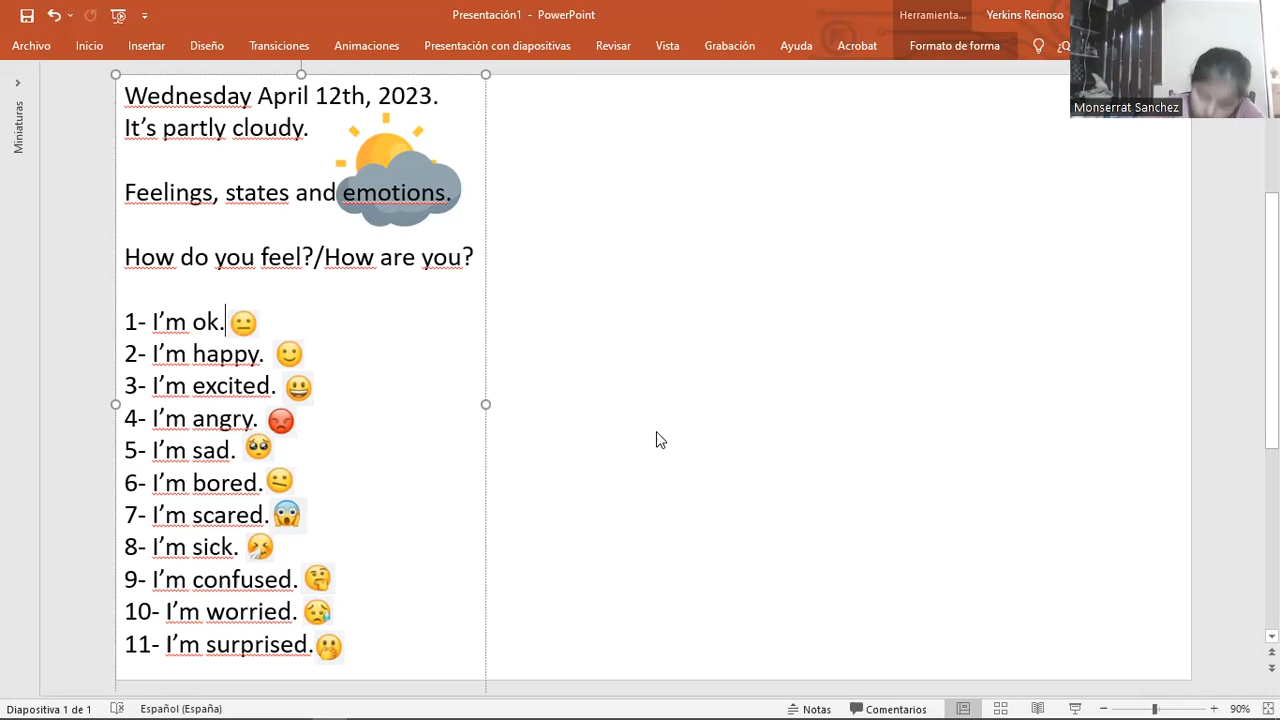 Presentación1 - PowerPoint
Herramienta...
Yerkins Reinoso
Archivo
Inicio
Insertar
Diseño
Transiciones
Animaciones
Presentación con diapositivas
Revisar
Vista
Grabación
Ayuda
Acrobat
Formato de forma
¿Q
Monserrat Sanchez
Miniaturas
Wednesday April 12th, 2023.
It’s partly cloudy.
Feelings, states and emotions.
How do you feel?/How are you?
1- I’m ok.
2- I’m happy.
3- I’m excited.
4- I’m angry.
5- I’m sad.
6- I’m bored.
7- I’m scared.
8- I’m sick.
9- I’m confused.
10- I’m worried.
11- I’m surprised.
Diapositiva 1 de 1
Español (España)
Notas
Comentarios
90%